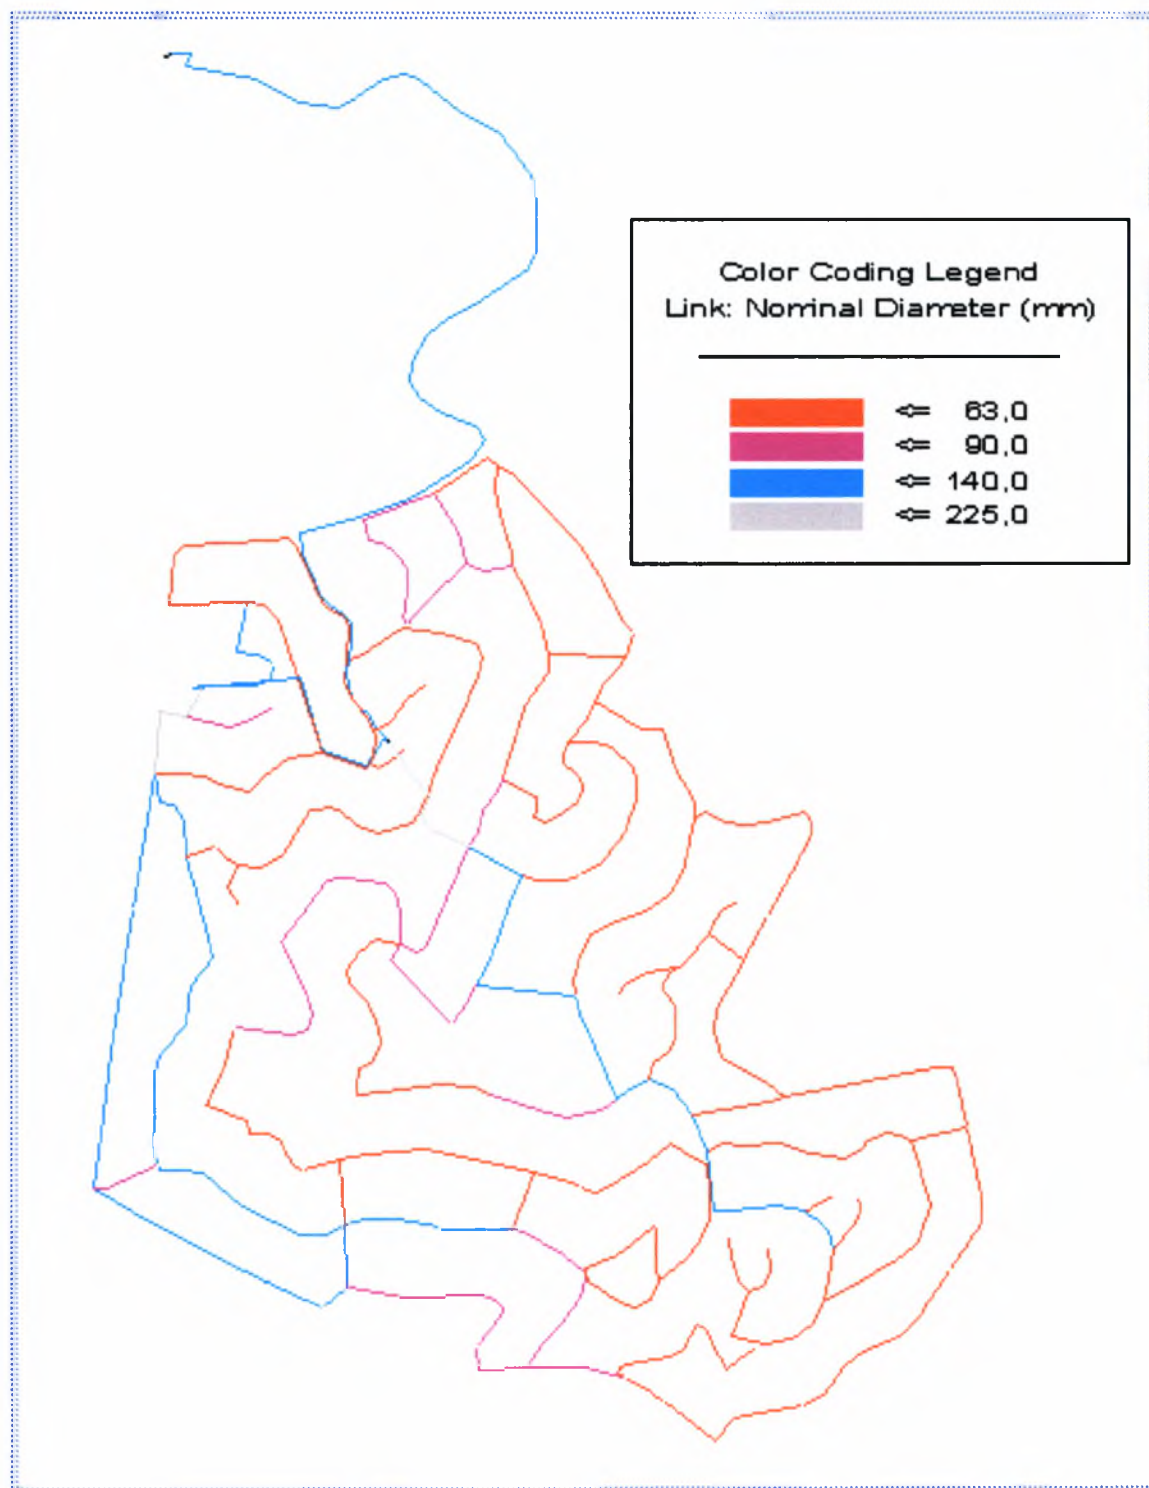 Color Coding Legend
Link: Nominal Diameter (mm)
<= 63,0
<= 90,0
<= 140,0
<= 225,0